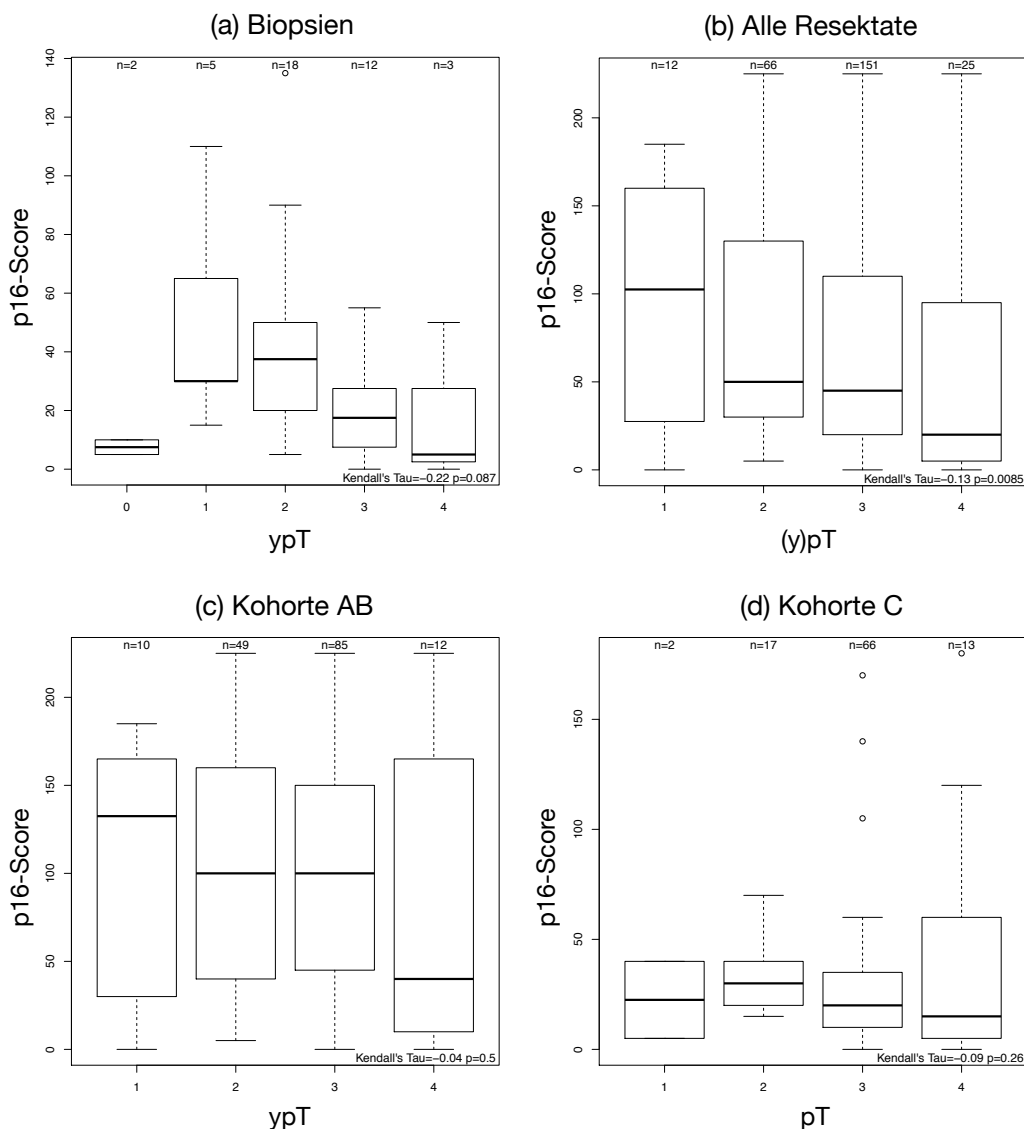 (a) Biopsien
n=2 n=5 n=18 n=12 n=3
140
120
100
80
60
40
20
0
p16-Score
Kendall's Tau=−0.22 p=0.087
0 1 2 3 4
ypT
(b) Alle Resektate
n=12 n=66 n=151 n=25
200
150
100
50
0
p16-Score
Kendall's Tau=−0.13 p=0.0085
1 2 3 4
(y)pT
(c) Kohorte AB
n=10 n=49 n=85 n=12
200
150
100
50
0
p16-Score
Kendall's Tau=−0.04 p=0.5
1 2 3 4
ypT
(d) Kohorte C
n=2 n=17 n=66 n=13
150
100
50
0
p16-Score
Kendall's Tau=−0.09 p=0.26
1 2 3 4
pT